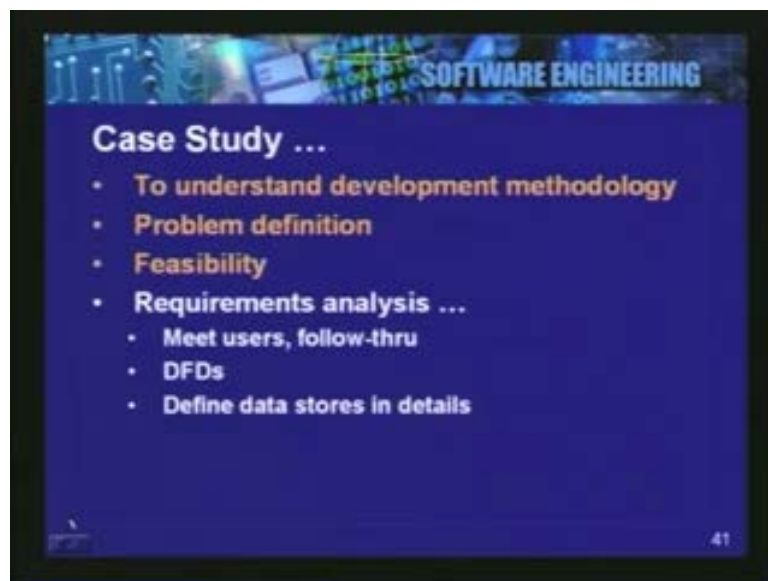 SOFTWARE ENGINEERING
Case Study ...
• To understand development methodology
• Problem definition
• Feasibility
• Requirements analysis ...
• Meet users, follow-thru
• DFDs
• Define data stores in details
41